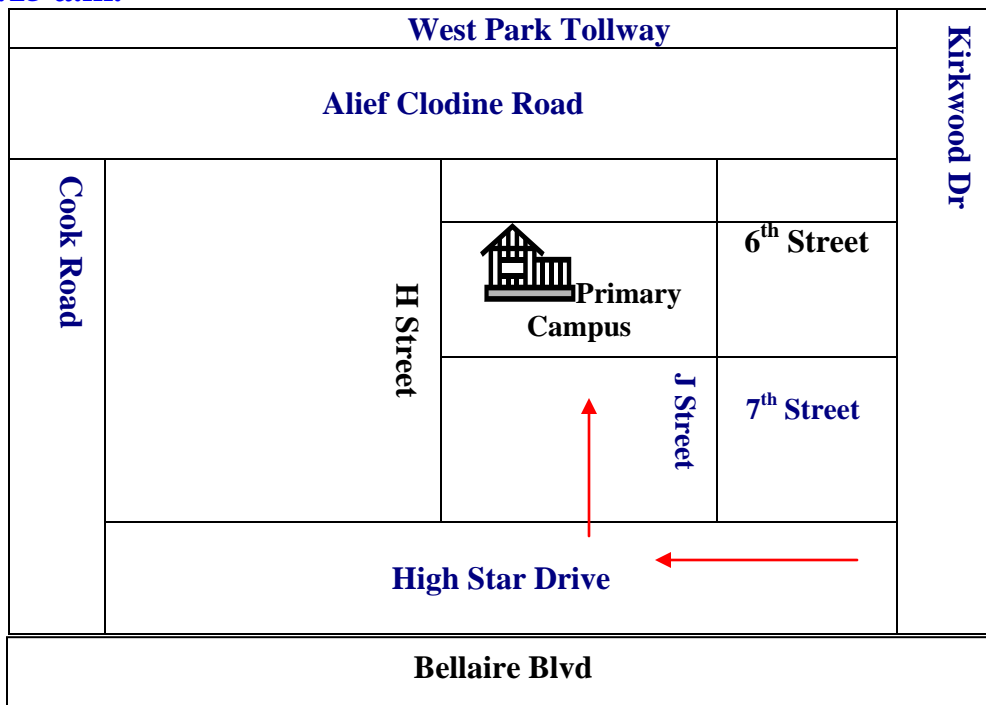 West Park Tollway
Alief Clodine Road
Kirkwood Dr
Cook Road
H Street
Primary
Campus
6th Street
J Street
7th Street
High Star Drive
Bellaire Blvd